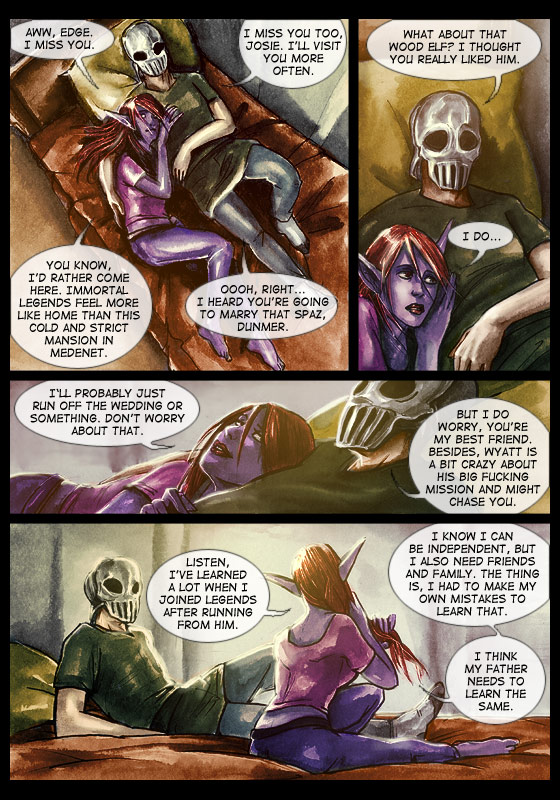 AWW, EDGE.
I MISS YOU.
I MISS YOU TOO,
JOSIE. I'LL VISIT
YOU MORE
OFTEN.
YOU KNOW,
I'D RATHER COME
HERE. IMMORTAL
LEGENDS FEEL MORE
LIKE HOME THAN THIS
COLD AND STRICT
MANSION IN
MEDENET.
OOOH, RIGHT...
I HEARD YOU'RE GOING
TO MARRY THAT SPAZ,
DUNMER.
WHAT ABOUT THAT
WOOD ELF? I THOUGHT
YOU REALLY LIKED HIM.
I DO...
I'LL PROBABLY JUST
RUN OFF THE WEDDING OR
SOMETHING. DON'T WORRY
ABOUT THAT.
BUT I DO
WORRY, YOU'RE
MY BEST FRIEND.
BESIDES, WYATT IS
A BIT CRAZY ABOUT
HIS BIG FUCKING
MISSION AND MIGHT
CHASE YOU.
LISTEN,
I'VE LEARNED
A LOT WHEN I
JOINED LEGENDS
AFTER RUNNING
FROM HIM.
I KNOW I CAN
BE INDEPENDENT, BUT
I ALSO NEED FRIENDS
AND FAMILY. THE THING
IS, I HAD TO MAKE MY
OWN MISTAKES TO
LEARN THAT.
I THINK
MY FATHER
NEEDS TO
LEARN THE
SAME.